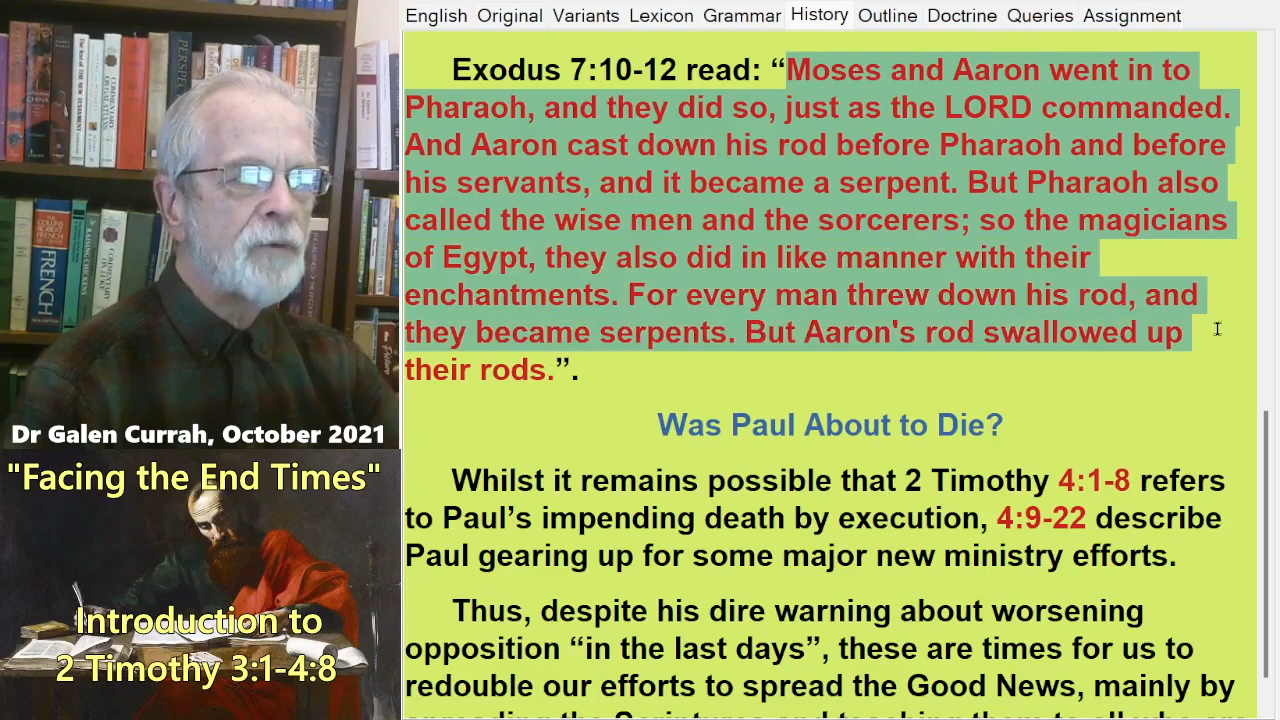 English Original Variants Lexicon Grammar History Outline Doctrine Queries Assignment
Exodus 7:10-12 read: “Moses and Aaron went in to
Pharaoh, and they did so, just as the LORD commanded.
And Aaron cast down his rod before Pharaoh and before
his servants, and it became a serpent. But Pharaoh also
called the wise men and the sorcerers; so the magicians
of Egypt, they also did in like manner with their
enchantments. For every man threw down his rod, and
they became serpents. But Aaron's rod swallowed up
their rods.”.
Was Paul About to Die?
Whilst it remains possible that 2 Timothy 4:1-8 refers
to Paul’s impending death by execution, 4:9-22 describe
Paul gearing up for some major new ministry efforts.
Thus, despite his dire warning about worsening
opposition “in the last days”, these are times for us to
redouble our efforts to spread the Good News, mainly by
FRENCH
RAISING CHICKENS
Dr Galen Currah, October 2021
"Facing the End Times"
Introduction to
2 Timothy 3:1-4:8